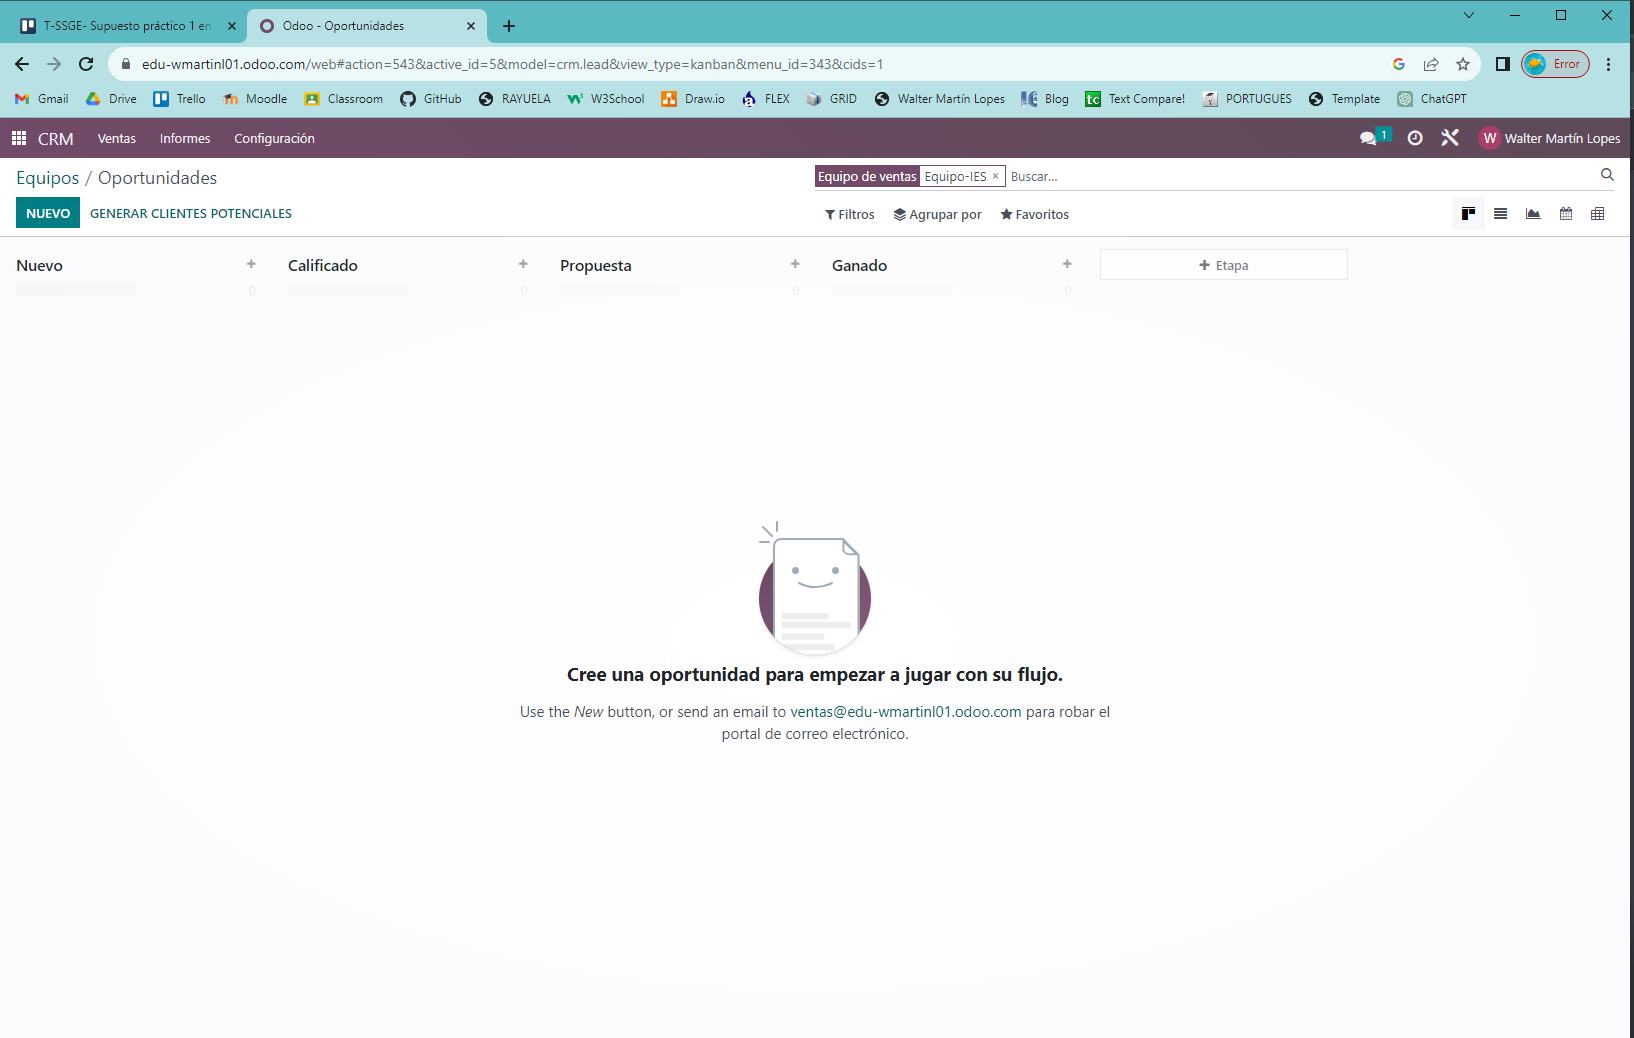 T-SSGE- Supuesto práctico 1 en
Odoo - Oportunidades
edu-wmartinl01.odoo.com/web#action=543&active_id=5&model=crm.lead&view_type=kanban&menu_id=343&cids=1
Error
Gmail Drive Trello Moodle Classroom GitHub RAYUELA W3School Draw.io FLEX GRID Walter Martín Lopes Blog tc Text Compare! PORTUGUES Template ChatGPT
CRM Ventas Informes Configuración 1 W Walter Martín Lopes
Equipos / Oportunidades
Equipo de ventas Equipo-IES × Buscar...
NUEVO GENERAR CLIENTES POTENCIALES
Filtros Agrupar por Favoritos
Nuevo + Calificado + Propuesta + Ganado + + Etapa
0 0 0 0
Cree una oportunidad para empezar a jugar con su flujo.
Use the New button, or send an email to ventas@edu-wmartinl01.odoo.com para robar el
portal de correo electrónico.